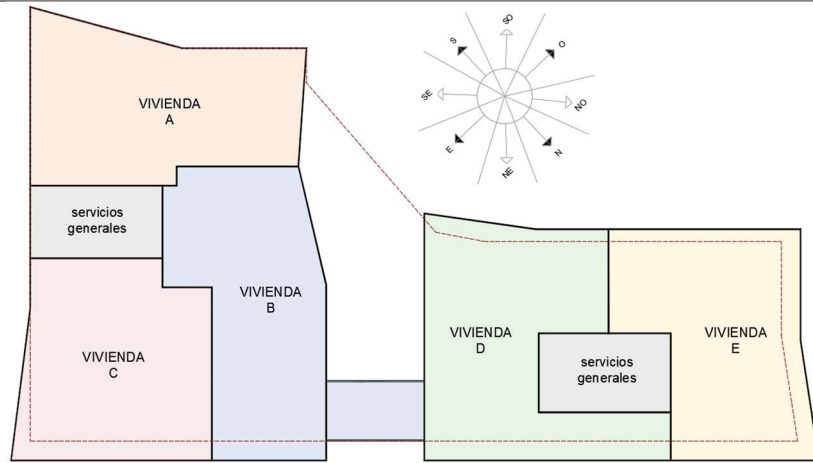 VIVIENDA
A
servicios
generales
VIVIENDA
B
VIVIENDA
C
S
SO
O
SE
NO
E
NE
N
VIVIENDA
D
servicios
generales
VIVIENDA
E